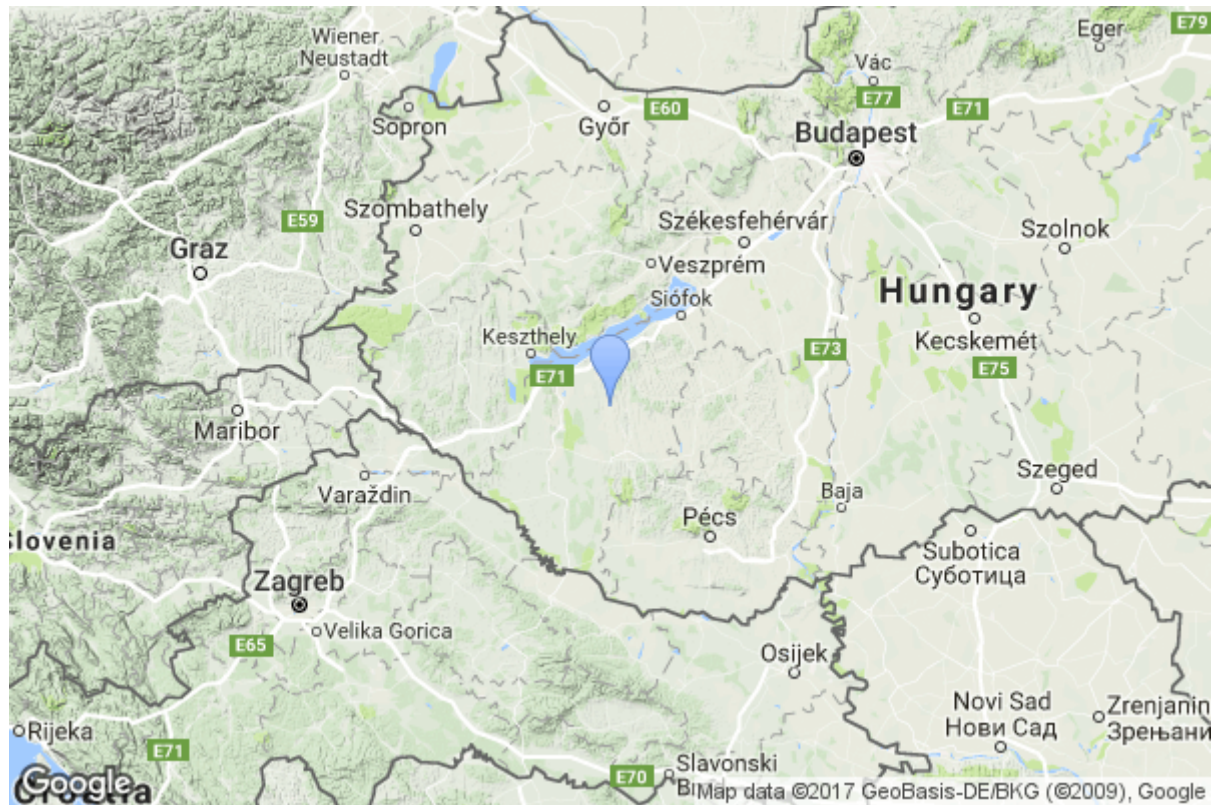 Wiener
Neustadt
Eger
E79
Vác
E77
E71
Sopron
Győr
E60
Budapest
E59
Szombathely
Székesfehérvár
Szolnok
Graz
Veszprém
Siófok
Hungary
Keszthely
Kecskemét
E73
E75
E71
Maribor
Varaždin
Szeged
Baja
Pécs
Slovenia
Subotica
Суботица
Zagreb
Velika Gorica
E65
Osijek
Novi Sad
Нови Сад
Zrenjanin
Зрењани
Rijeka
E71
E70
Slavonski
Google
Map data ©2017 GeoBasis-DE/BKG (©2009), Google